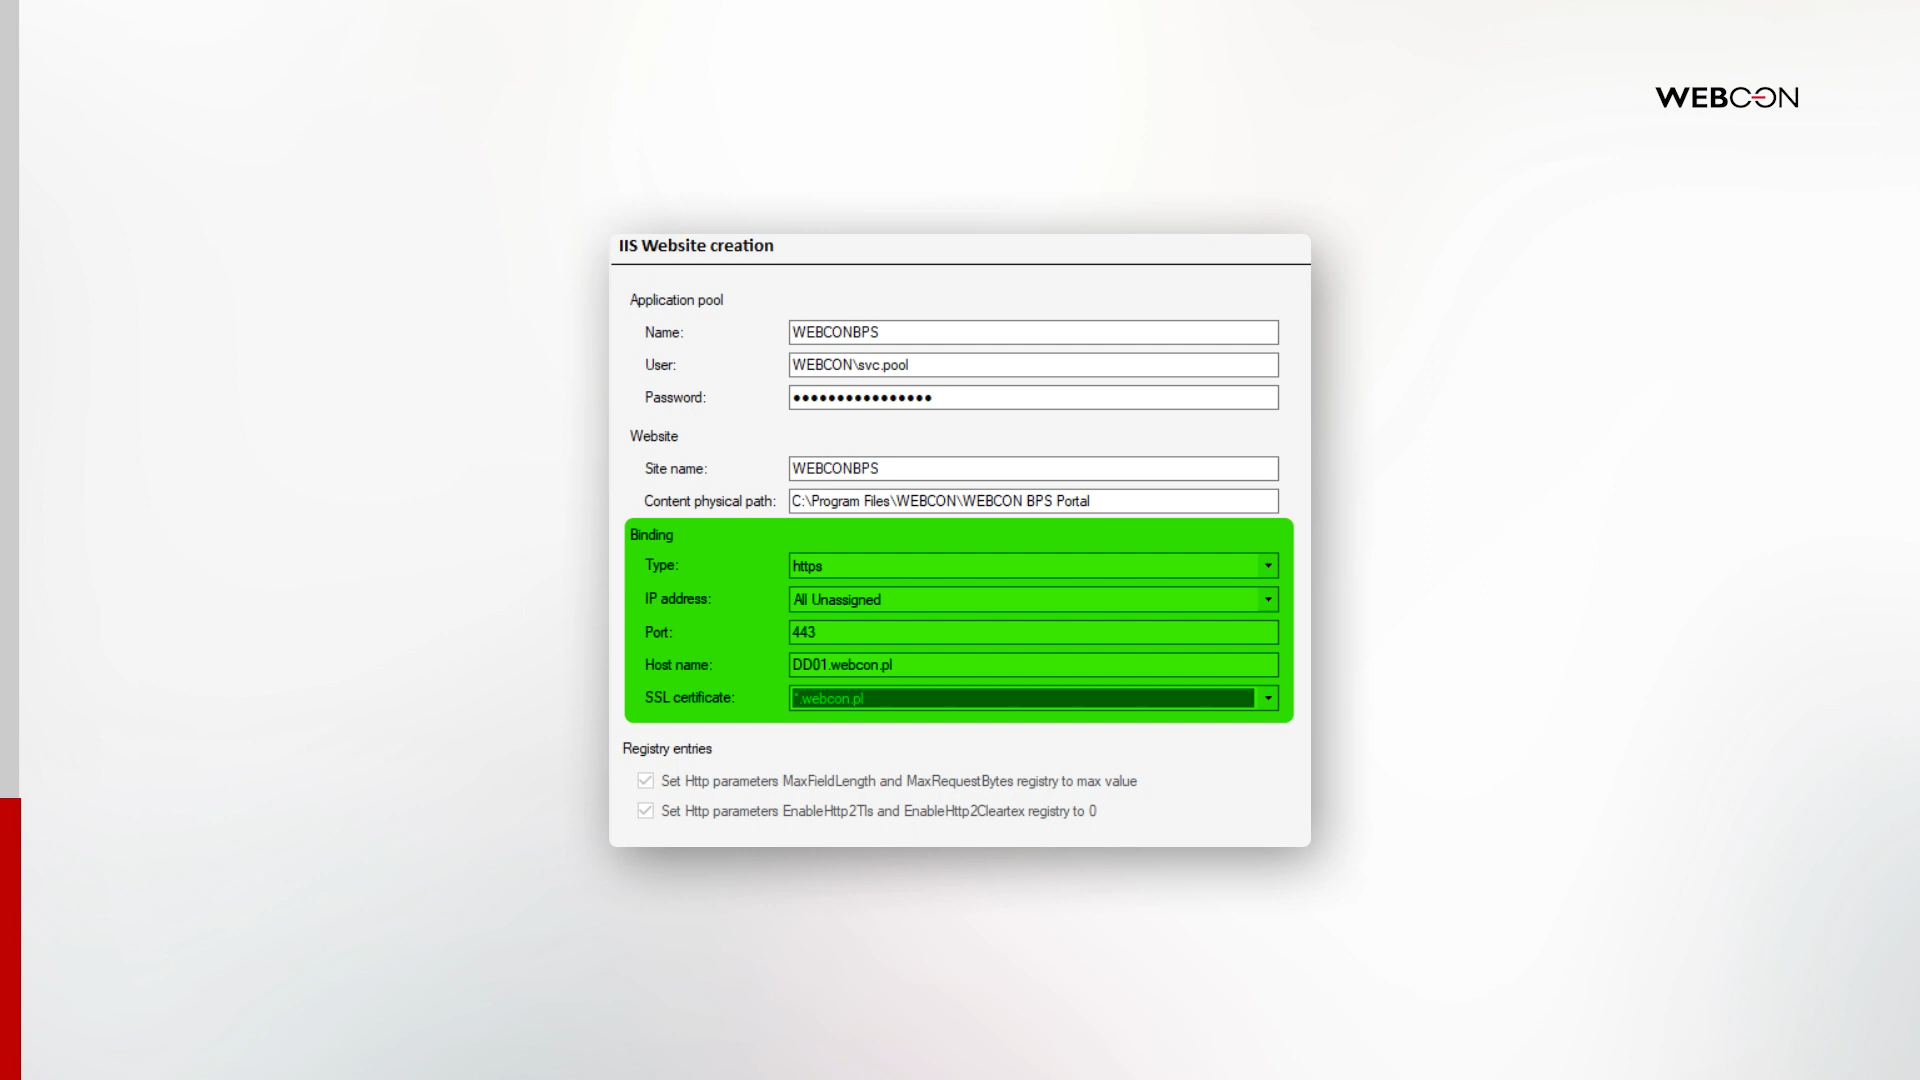 WEBCON
IIS Website creation
Application pool
Name: WEBCONBPS
User: WEBCON\svc.pool
Password: ●●●●●●●●●●●●●●●●
Website
Site name: WEBCONBPS
Content physical path: C:\Program Files\WEBCON\WEBCON BPS Portal
Binding
Type: https
IP address: All Unassigned
Port: 443
Host name: DD01.webcon.pl
SSL certificate: *.webcon.pl
Registry entries
Set Http parameters MaxFieldLength and MaxRequestBytes registry to max value
Set Http parameters EnableHttp2Tls and EnableHttp2Cleartex registry to 0